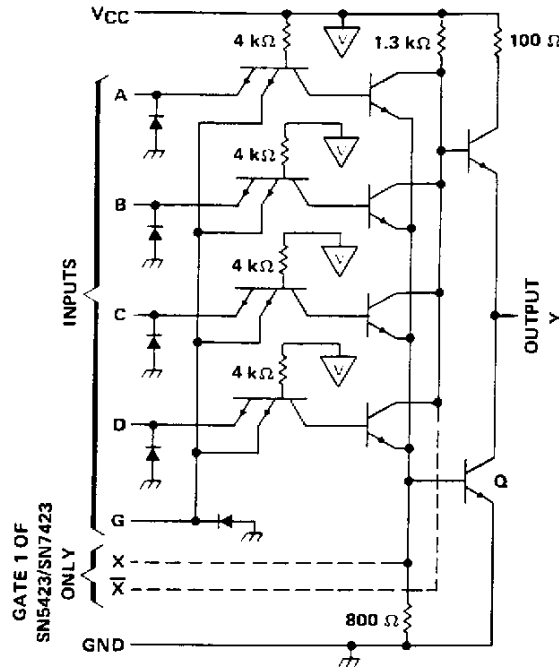 VCC
4 kΩ
V
1.3 kΩ
100 Ω
A
4 kΩ
V
B
4 kΩ
V
C
4 kΩ
V
D
G
X
X̅
GND
800 Ω
Q
OUTPUT
Y
INPUTS
GATE 1 OF
SN5423/SN7423
ONLY